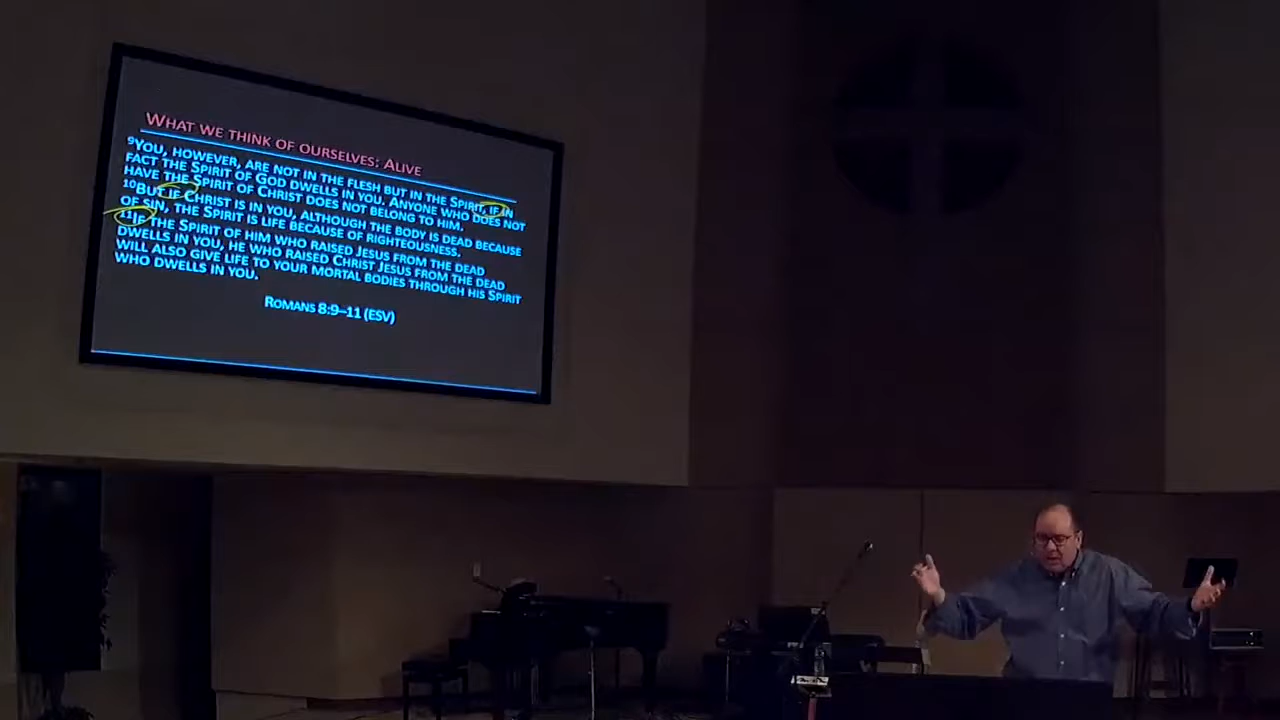 What we think of ourselves: Alive
9You, however, are not in the flesh but in the Spirit, if in
fact the Spirit of God dwells in you. Anyone who does not
have the Spirit of Christ does not belong to him.
10But if Christ is in you, although the body is dead because
of sin, the Spirit is life because of righteousness.
11If the Spirit of him who raised Jesus from the dead
dwells in you, he who raised Christ Jesus from the dead
will also give life to your mortal bodies through his Spirit
who dwells in you.
Romans 8:9–11 (ESV)